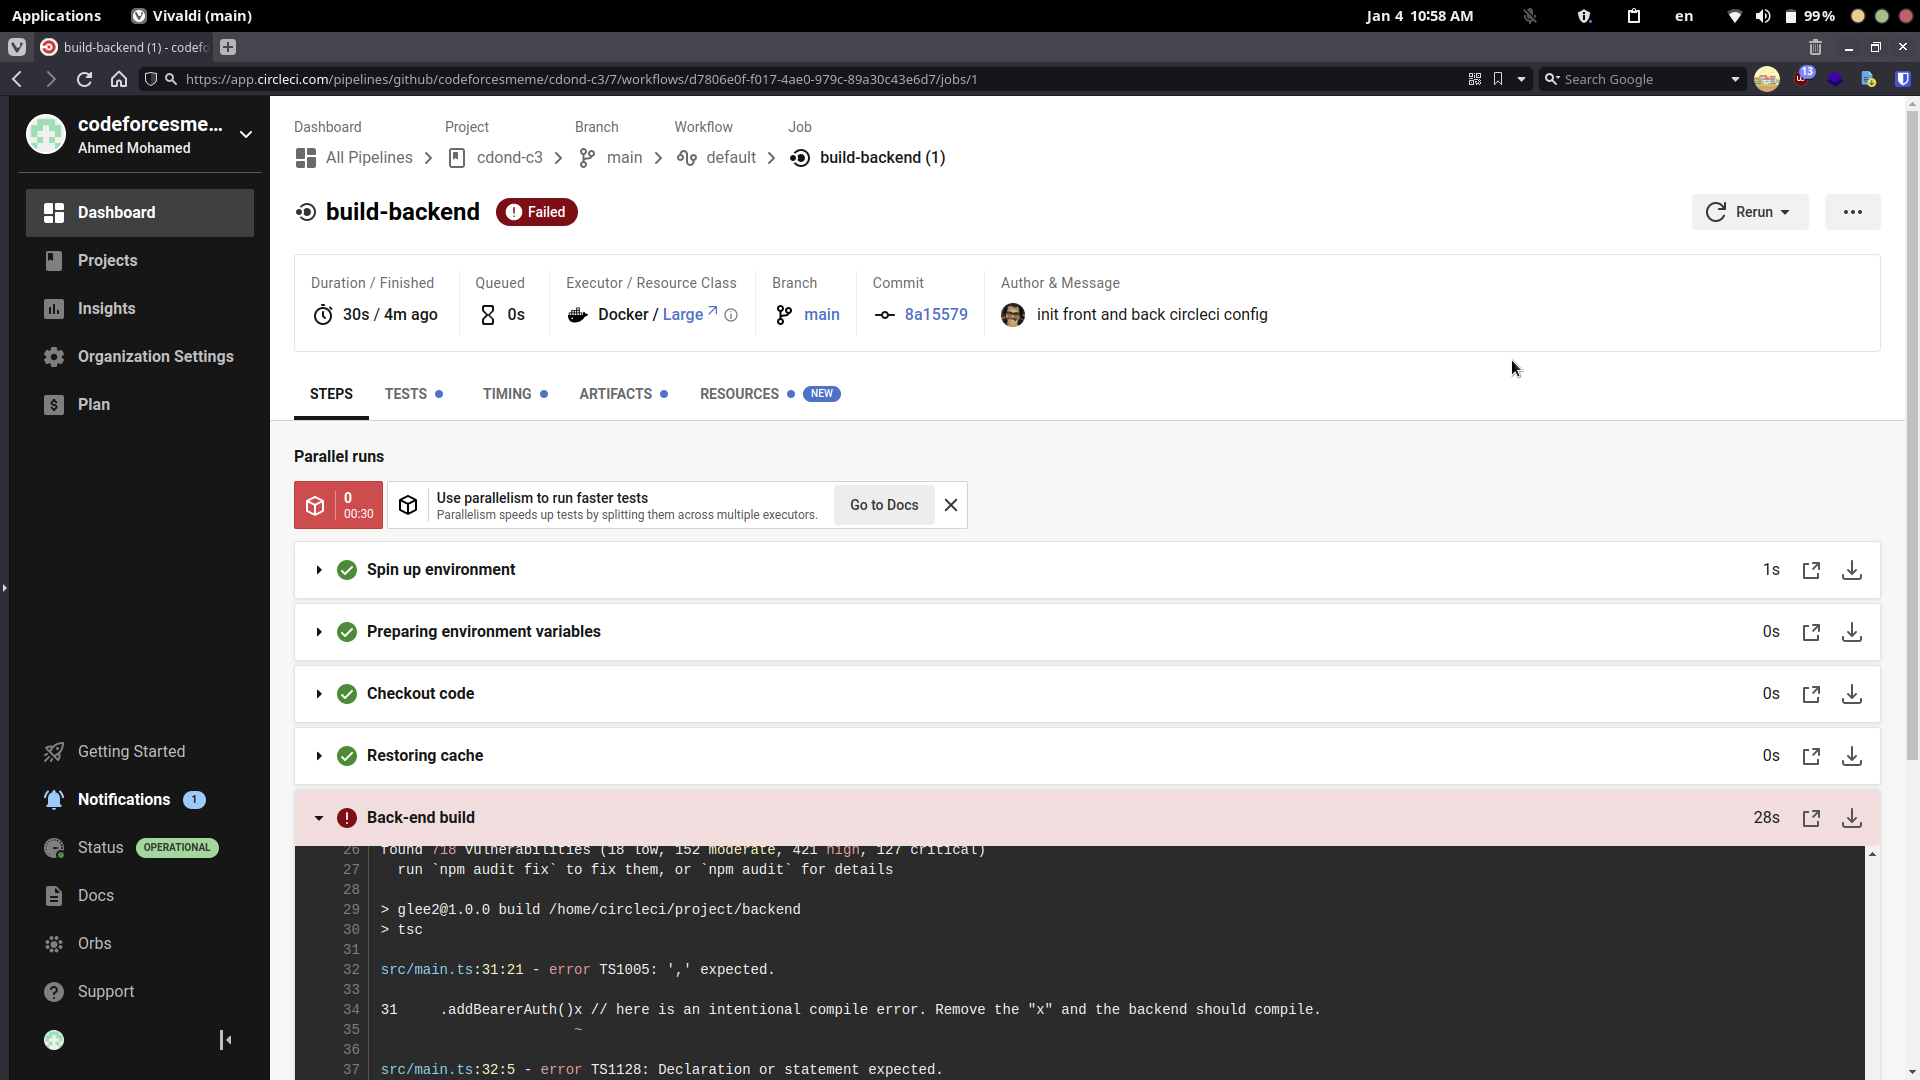 Applications
Vivaldi (main)
Jan 4 10:58 AM
en
99%
build-backend (1) - codefo
https://app.circleci.com/pipelines/github/codeforcesmeme/cdond-c3/7/workflows/d7806e0f-f017-4ae0-979c-89a30c43e6d7/jobs/1
Search Google
13
codeforcesme...
Ahmed Mohamed
Dashboard
Projects
Insights
Organization Settings
Plan
Getting Started
Notifications 1
Status OPERATIONAL
Docs
Orbs
Support
Dashboard Project Branch Workflow Job
All Pipelines cdond-c3 main default build-backend (1)
build-backend Failed
Rerun
Duration / Finished Queued Executor / Resource Class Branch Commit Author & Message
30s / 4m ago 0s Docker / Large main 8a15579 init front and back circleci config
STEPS TESTS TIMING ARTIFACTS RESOURCES NEW
Parallel runs
0
00:30
Use parallelism to run faster tests
Parallelism speeds up tests by splitting them across multiple executors.
Go to Docs
Spin up environment 1s
Preparing environment variables 0s
Checkout code 0s
Restoring cache 0s
Back-end build 28s
26 found 718 vulnerabilities (18 low, 152 moderate, 421 high, 127 critical)
27 run `npm audit fix` to fix them, or `npm audit` for details
28
29 > glee2@1.0.0 build /home/circleci/project/backend
30 > tsc
31
32 src/main.ts:31:21 - error TS1005: ',' expected.
33
34 31 .addBearerAuth()x // here is an intentional compile error. Remove the "x" and the backend should compile.
35 ~
36
37 src/main.ts:32:5 - error TS1128: Declaration or statement expected.